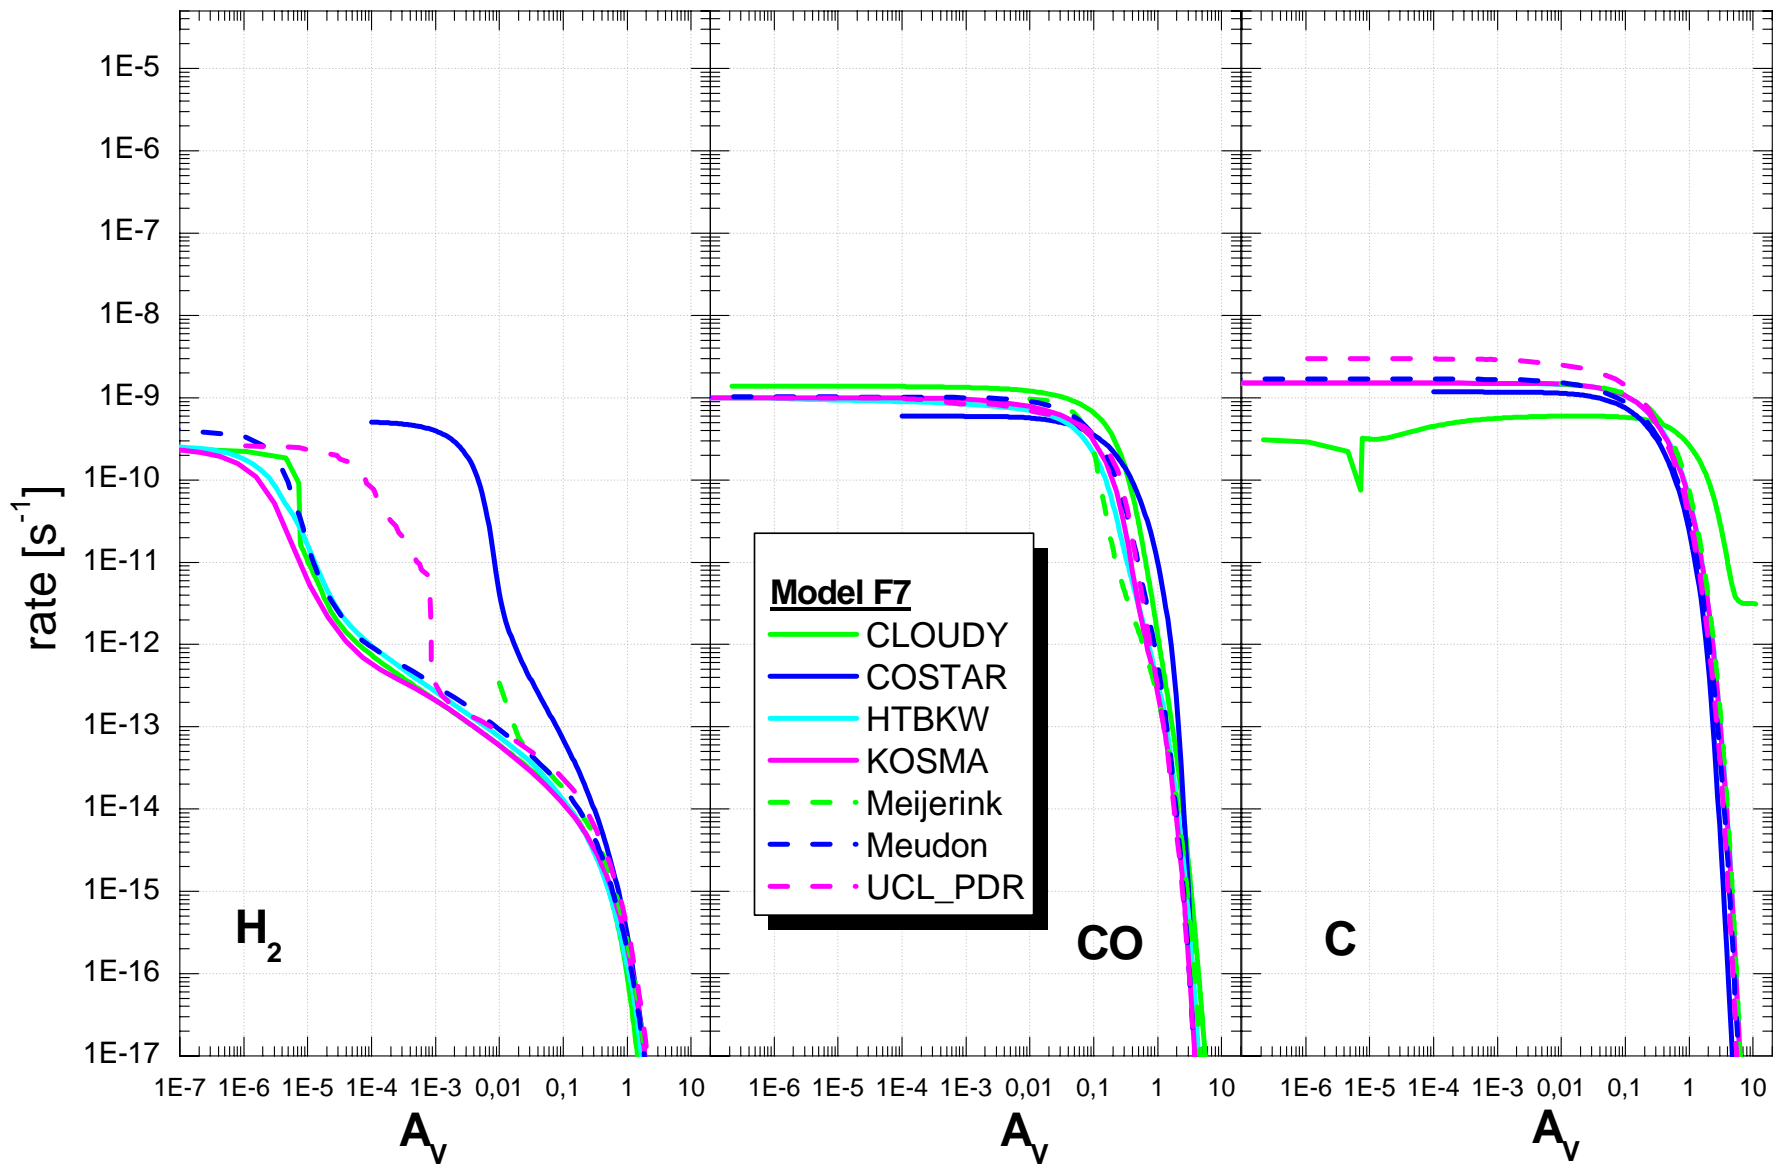 1E-5
1E-6
1E-7
1E-8
1E-9
1E-10
1E-11
1E-12
1E-13
1E-14
1E-15
1E-16
1E-17
rate [s⁻¹]
H₂
Model F7
CLOUDY
COSTAR
HTBKW
KOSMA
Meijerink
Meudon
UCL_PDR
CO
C
1E-7 1E-6 1E-5 1E-4 1E-3 0,01 0,1 1 10 1E-6 1E-5 1E-4 1E-3 0,01 0,1 1 10 1E-6 1E-5 1E-4 1E-3 0,01 0,1 1 10
A_V A_V A_V